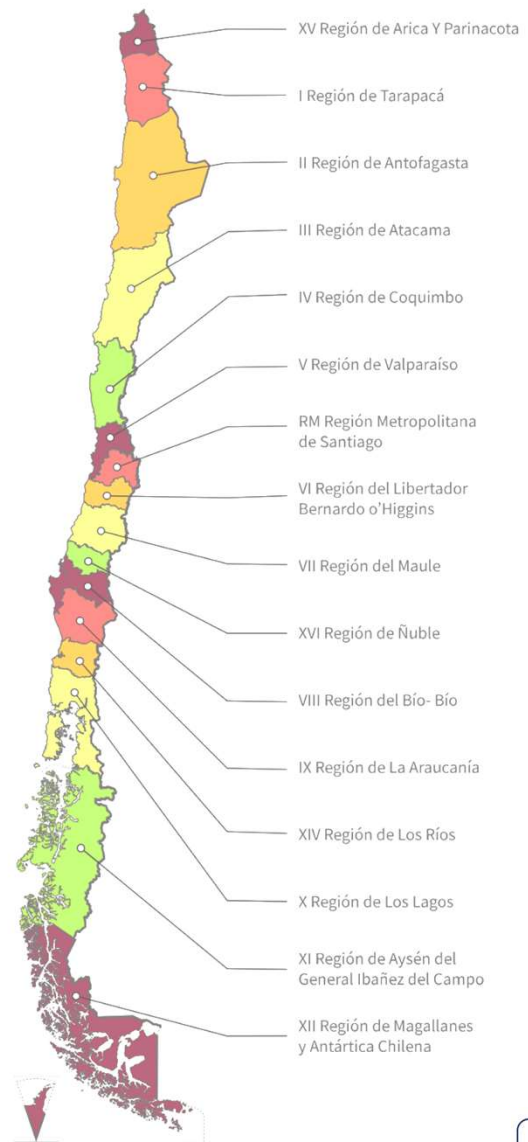 XV Región de Arica Y Parinacota
I Región de Tarapacá
II Región de Antofagasta
III Región de Atacama
IV Región de Coquimbo
V Región de Valparaíso
RM Región Metropolitana
de Santiago
VI Región del Libertador
Bernardo o’Higgins
VII Región del Maule
XVI Región de Ñuble
VIII Región del Bío- Bío
IX Región de La Araucanía
XIV Región de Los Ríos
X Región de Los Lagos
XI Región de Aysén del
General Ibañez del Campo
XII Región de Magallanes
y Antártica Chilena